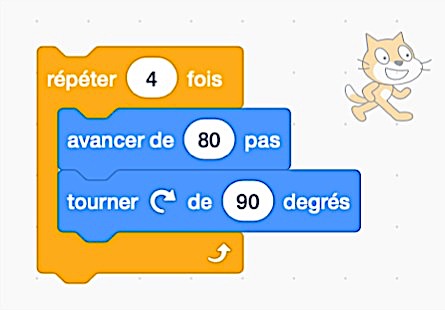 répéter 4 fois
avancer de 80 pas
tourner de 90 degrés